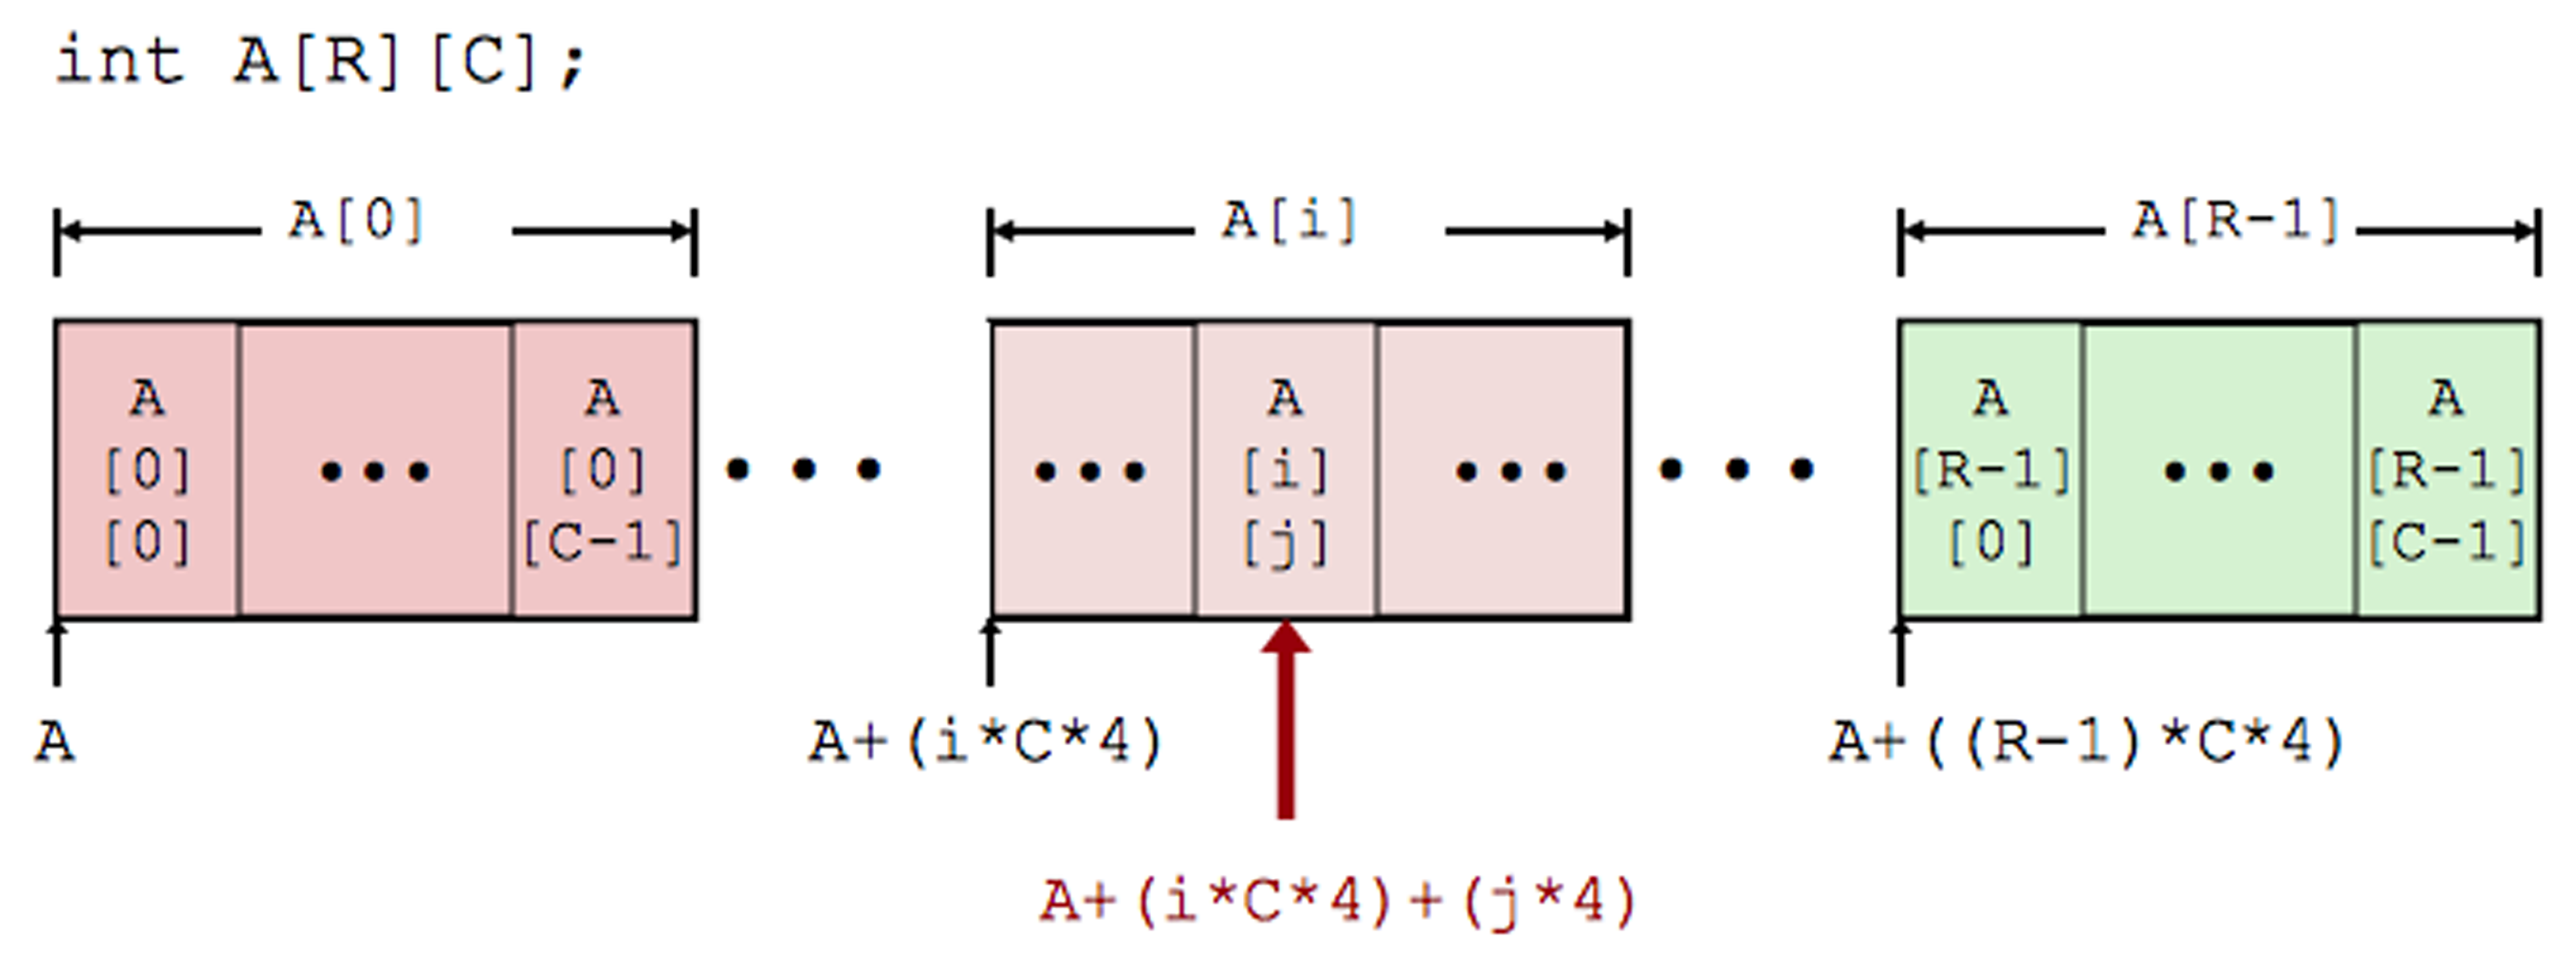 int A[R][C];
A[0] A[i] A[R-1]
A A A A A
[0] ••• [0] • • • ••• [i] ••• • • • [R-1] ••• [R-1]
[0] [C-1] [j] [0] [C-1]
A A+(i*C*4) A+((R-1)*C*4)
A+(i*C*4)+(j*4)